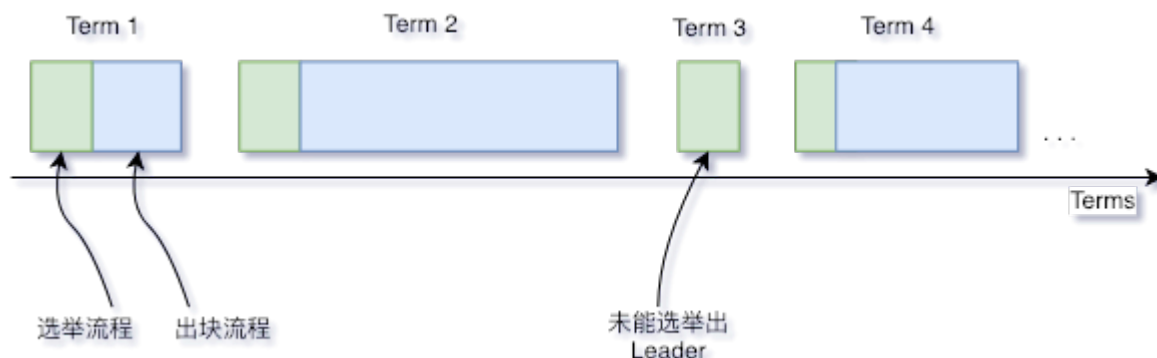 Term 1
Term 2
Term 3
Term 4
. . .
Terms
选举流程
出块流程
未能选举出
Leader